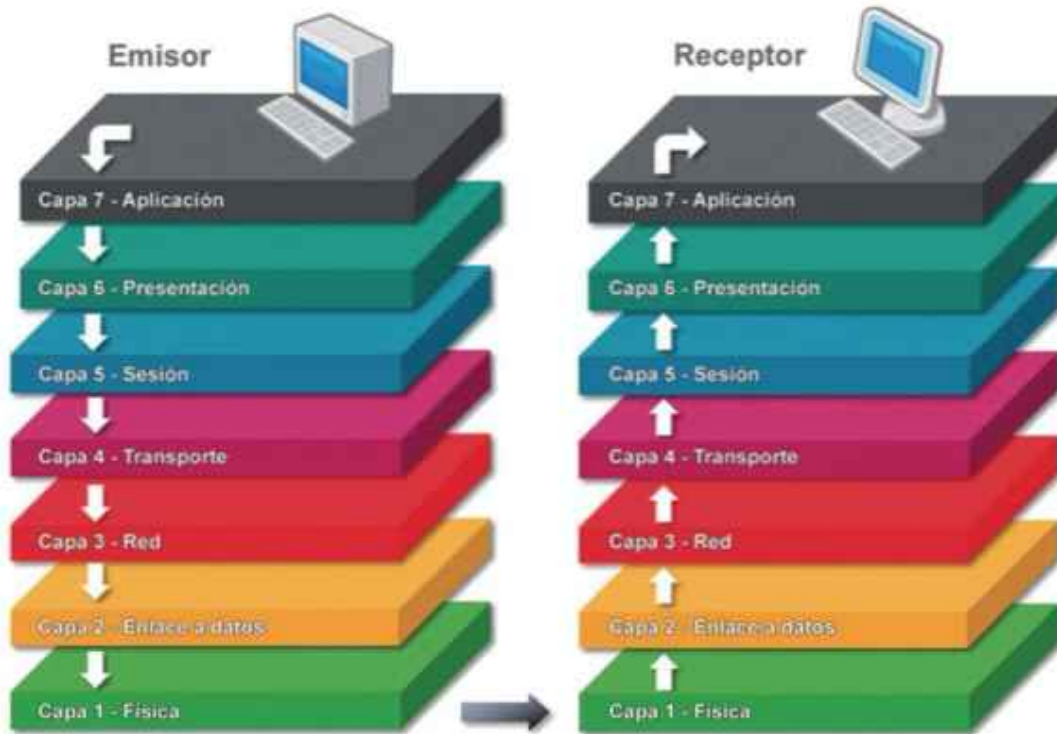 Emisor
Capa 7 - Aplicación
Capa 6 - Presentación
Capa 5 - Sesión
Capa 4 - Transporte
Capa 3 - Red
Capa 2 - Enlace a datos
Capa 1 - Física
Receptor
Capa 7 - Aplicación
Capa 6 - Presentación
Capa 5 - Sesión
Capa 4 - Transporte
Capa 3 - Red
Capa 2 - Enlace a datos
Capa 1 - Física